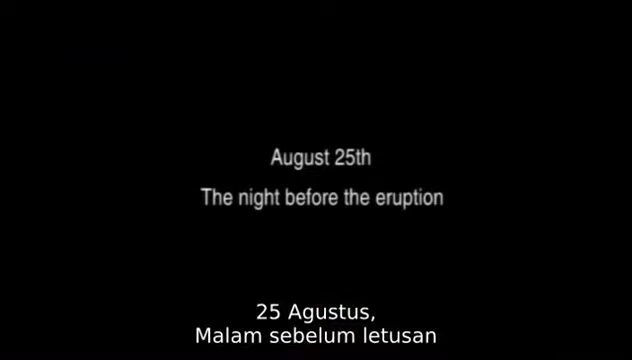 August 25th
The night before the eruption
25 Agustus,
Malam sebelum letusan